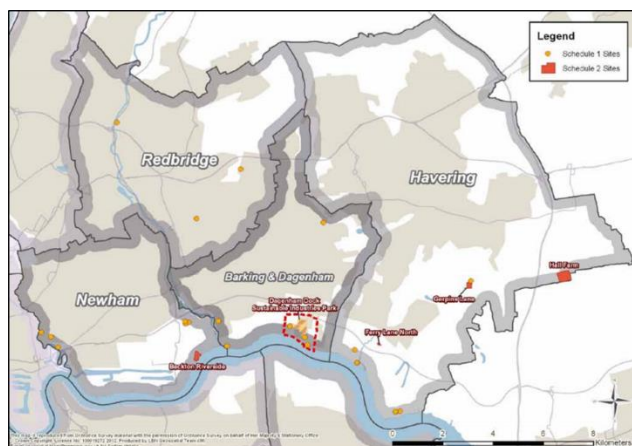 Legend
Schedule 1 Sites
Schedule 2 Sites
Redbridge
Havering
Barking & Dagenham
Newham
Hall Farm
Gerpins Lane
Dagenham Dock
Sustainable Industries Park
Ferry Lane North
Beckton Riverside
0 2 4 6 8
Kilometers